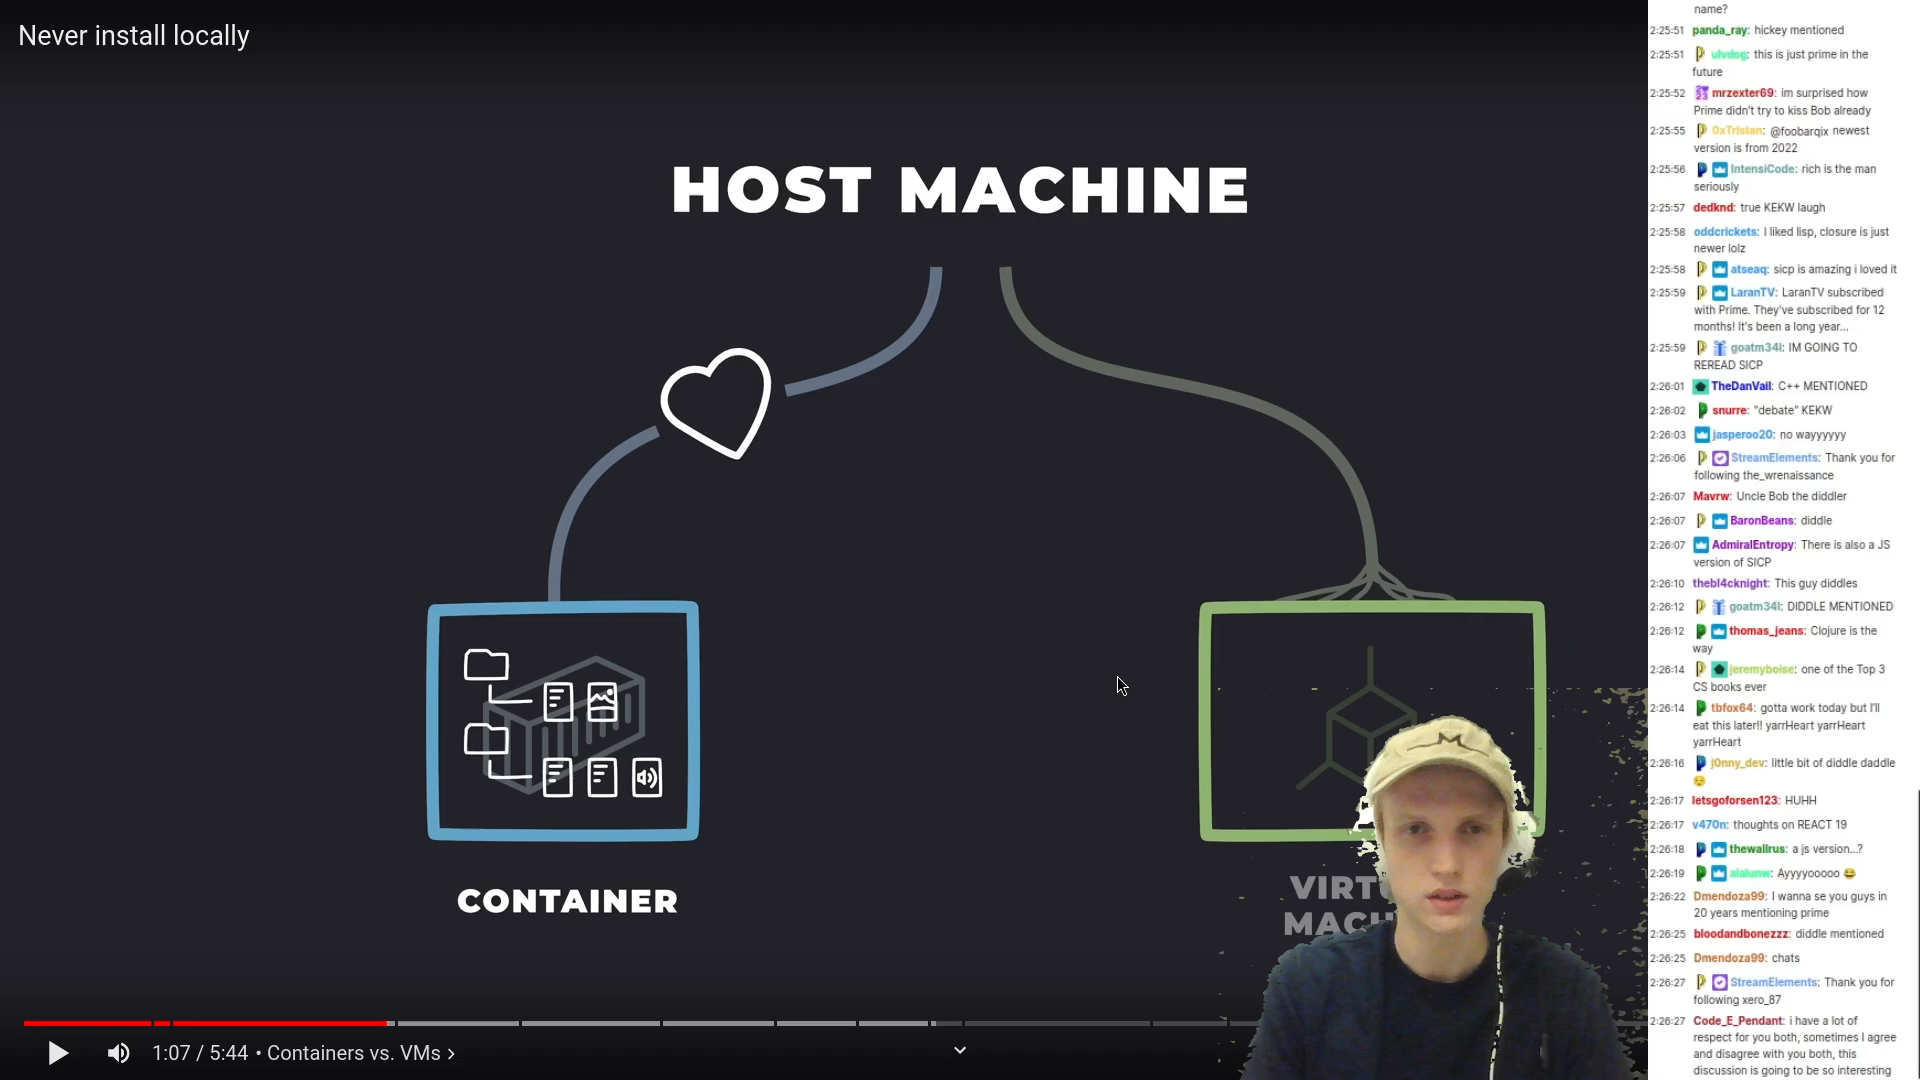 Never install locally
HOST MACHINE
CONTAINER
1:07 / 5:44 • Containers vs. VMs ›
name?
2:25:51 panda_ray: hickey mentioned
2:25:51 ulvdog: this is just prime in the
future
2:25:52 mrzexter69: im surprised how
Prime didn't try to kiss Bob already
2:25:55 0xTristan: @foobarqix newest
version is from 2022
2:25:56 IntensiCode: rich is the man
seriously
2:25:57 dedknd: true KEKW laugh
2:25:58 oddcrickets: I liked lisp, closure is just
newer lolz
2:25:58 atseaq: sicp is amazing i loved it
2:25:59 LaranTV: LaranTV subscribed
with Prime. They've subscribed for 12
months! It's been a long year...
2:25:59 goatm34l: IM GOING TO
REREAD SICP
2:26:01 TheDanVail: C++ MENTIONED
2:26:02 snurre: "debate" KEKW
2:26:03 jasperoo20: no wayyyyyy
2:26:06 StreamElements: Thank you for
following the_wrenaissance
2:26:07 Mavrw: Uncle Bob the diddler
2:26:07 BaronBeans: diddle
2:26:07 AdmiralEntropy: There is also a JS
version of SICP
2:26:10 thebl4cknight: This guy diddles
2:26:12 goatm34l: DIDDLE MENTIONED
2:26:12 thomas_jeans: Clojure is the
way
2:26:14 jeremyboise: one of the Top 3
CS books ever
2:26:14 tbfox64: gotta work today but I'll
eat this later!! yarrHeart yarrHeart
yarrHeart
2:26:16 j0nny_dev: little bit of diddle daddle
😏
2:26:17 letsgoforsen123: HUHH
2:26:17 v470n: thoughts on REACT 19
2:26:18 thewallrus: a js version...?
2:26:19 alalunw: Ayyyyooooo 😂
2:26:22 Dmendoza99: I wanna se you guys in
20 years mentioning prime
2:26:25 bloodandbonezzz: diddle mentioned
2:26:25 Dmendoza99: chats
2:26:27 StreamElements: Thank you for
following xero_87
2:26:27 Code_E_Pendant: i have a lot of
respect for you both, sometimes I agree
and disagree with you both, this
discussion is going to be so interesting